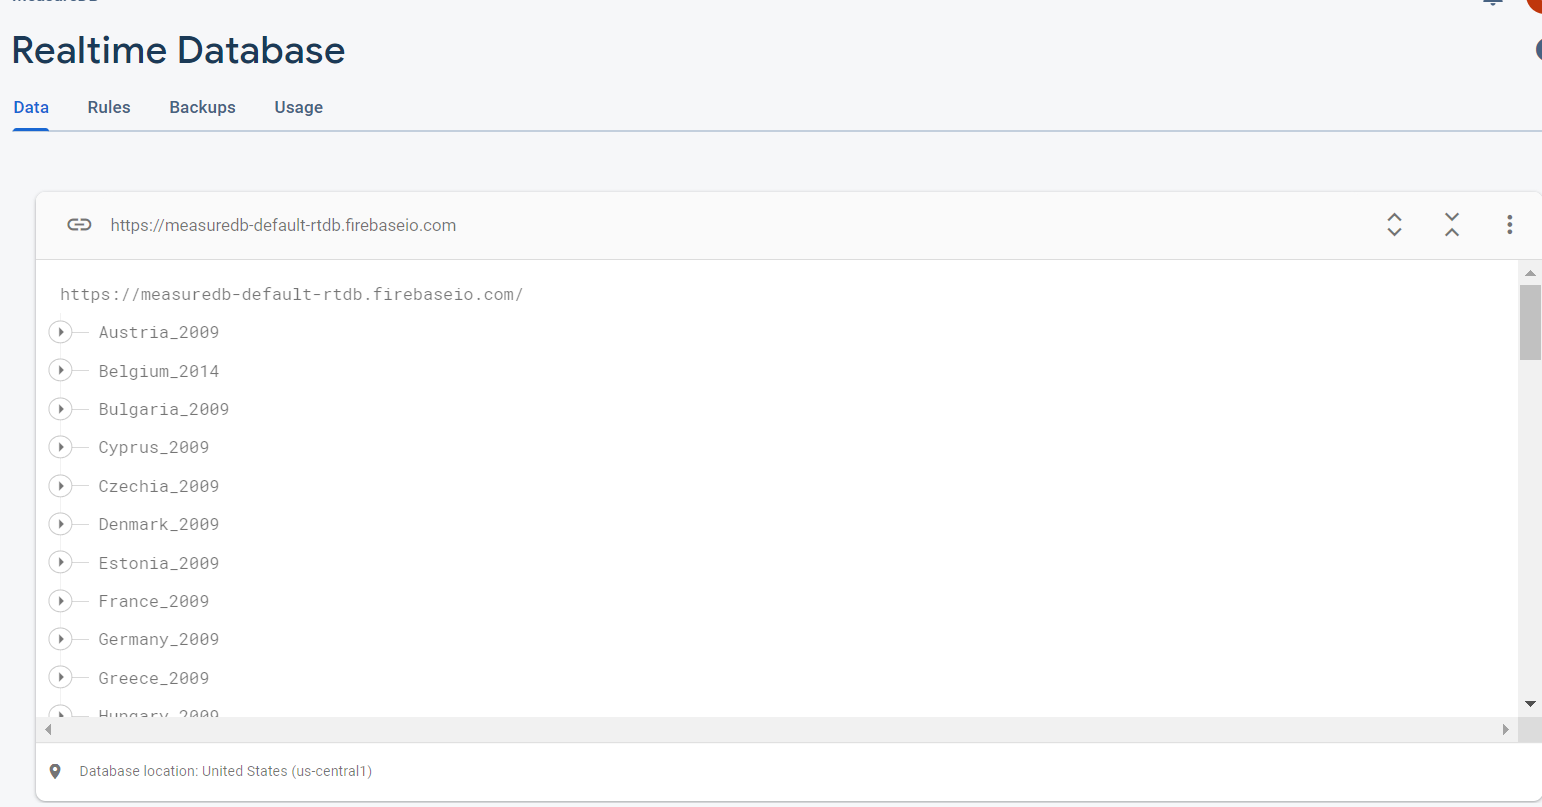 MeasureDB
Realtime Database
Data Rules Backups Usage
https://measuredb-default-rtdb.firebaseio.com
https://measuredb-default-rtdb.firebaseio.com/
Austria_2009
Belgium_2014
Bulgaria_2009
Cyprus_2009
Czechia_2009
Denmark_2009
Estonia_2009
France_2009
Germany_2009
Greece_2009
Hungary_2009
Database location: United States (us-central1)